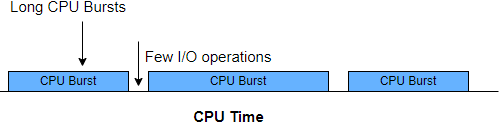 Long CPU Bursts
Few I/O operations
CPU Burst CPU Burst CPU Burst
CPU Time